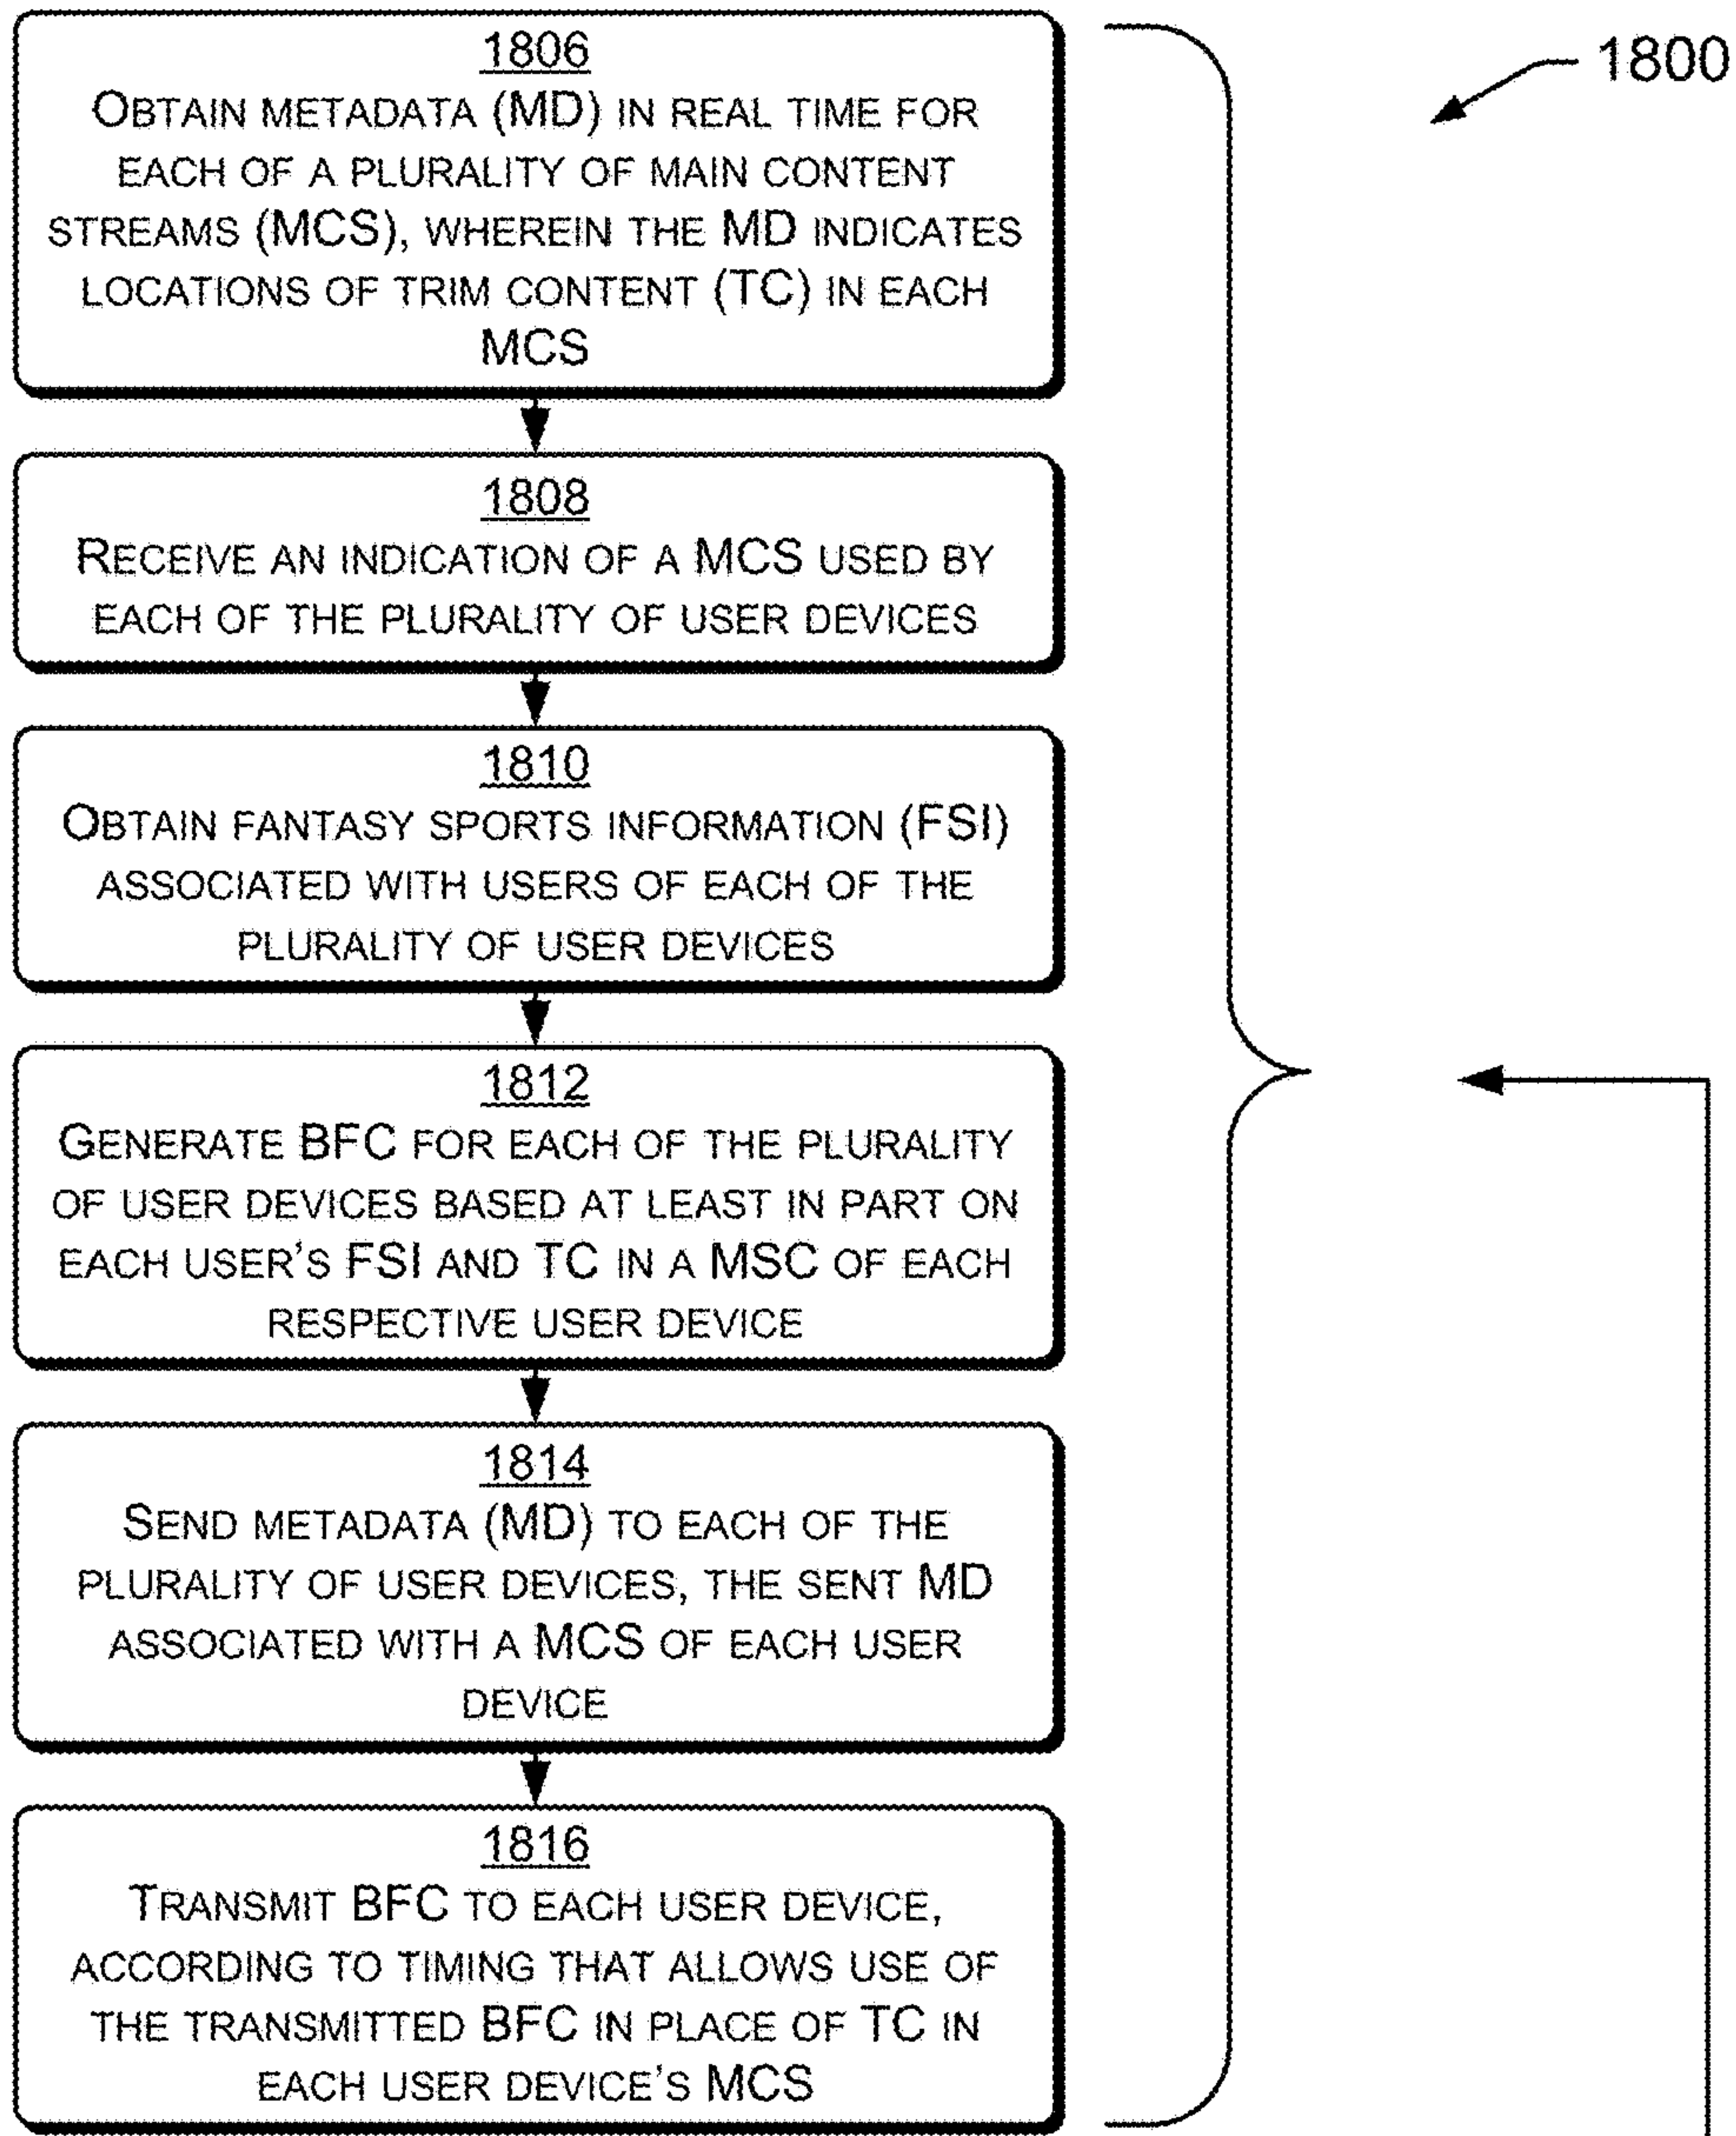 1806
OBTAIN METADATA (MD) IN REAL TIME FOR
EACH OF A PLURALITY OF MAIN CONTENT
STREAMS (MCS), WHEREIN THE MD INDICATES
LOCATIONS OF TRIM CONTENT (TC) IN EACH
MCS
1800
1808
RECEIVE AN INDICATION OF A MCS USED BY
EACH OF THE PLURALITY OF USER DEVICES
1810
OBTAIN FANTASY SPORTS INFORMATION (FSI)
ASSOCIATED WITH USERS OF EACH OF THE
PLURALITY OF USER DEVICES
1812
GENERATE BFC FOR EACH OF THE PLURALITY
OF USER DEVICES BASED AT LEAST IN PART ON
EACH USER'S FSI AND TC IN A MSC OF EACH
RESPECTIVE USER DEVICE
1814
SEND METADATA (MD) TO EACH OF THE
PLURALITY OF USER DEVICES, THE SENT MD
ASSOCIATED WITH A MCS OF EACH USER
DEVICE
1816
TRANSMIT BFC TO EACH USER DEVICE,
ACCORDING TO TIMING THAT ALLOWS USE OF
THE TRANSMITTED BFC IN PLACE OF TC IN
EACH USER DEVICE'S MCS